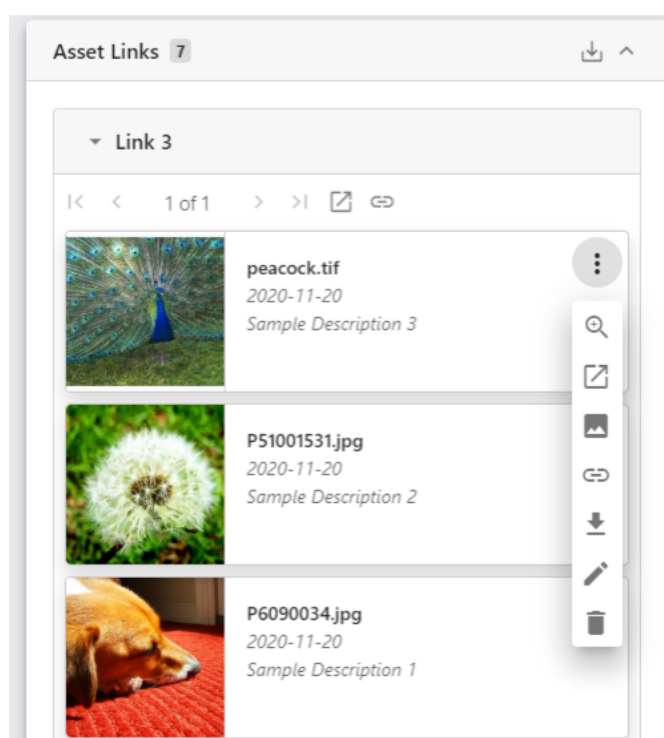 Asset Links 7
Link 3
1 of 1
peacock.tif
2020-11-20
Sample Description 3
P51001531.jpg
2020-11-20
Sample Description 2
P6090034.jpg
2020-11-20
Sample Description 1